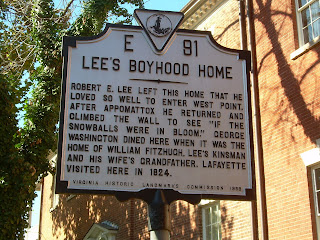 E 91
LEE'S BOYHOOD HOME
ROBERT E. LEE LEFT THIS HOME THAT HE
LOVED SO WELL TO ENTER WEST POINT.
AFTER APPOMATTOX HE RETURNED AND
CLIMBED THE WALL TO SEE "IF THE
SNOWBALLS WERE IN BLOOM." GEORGE
WASHINGTON DINED HERE WHEN IT WAS THE
HOME OF WILLIAM FITZHUGH, LEE'S KINSMAN
AND HIS WIFE'S GRANDFATHER. LAFAYETTE
VISITED HERE IN 1824.
VIRGINIA HISTORIC LANDMARKS COMMISSION